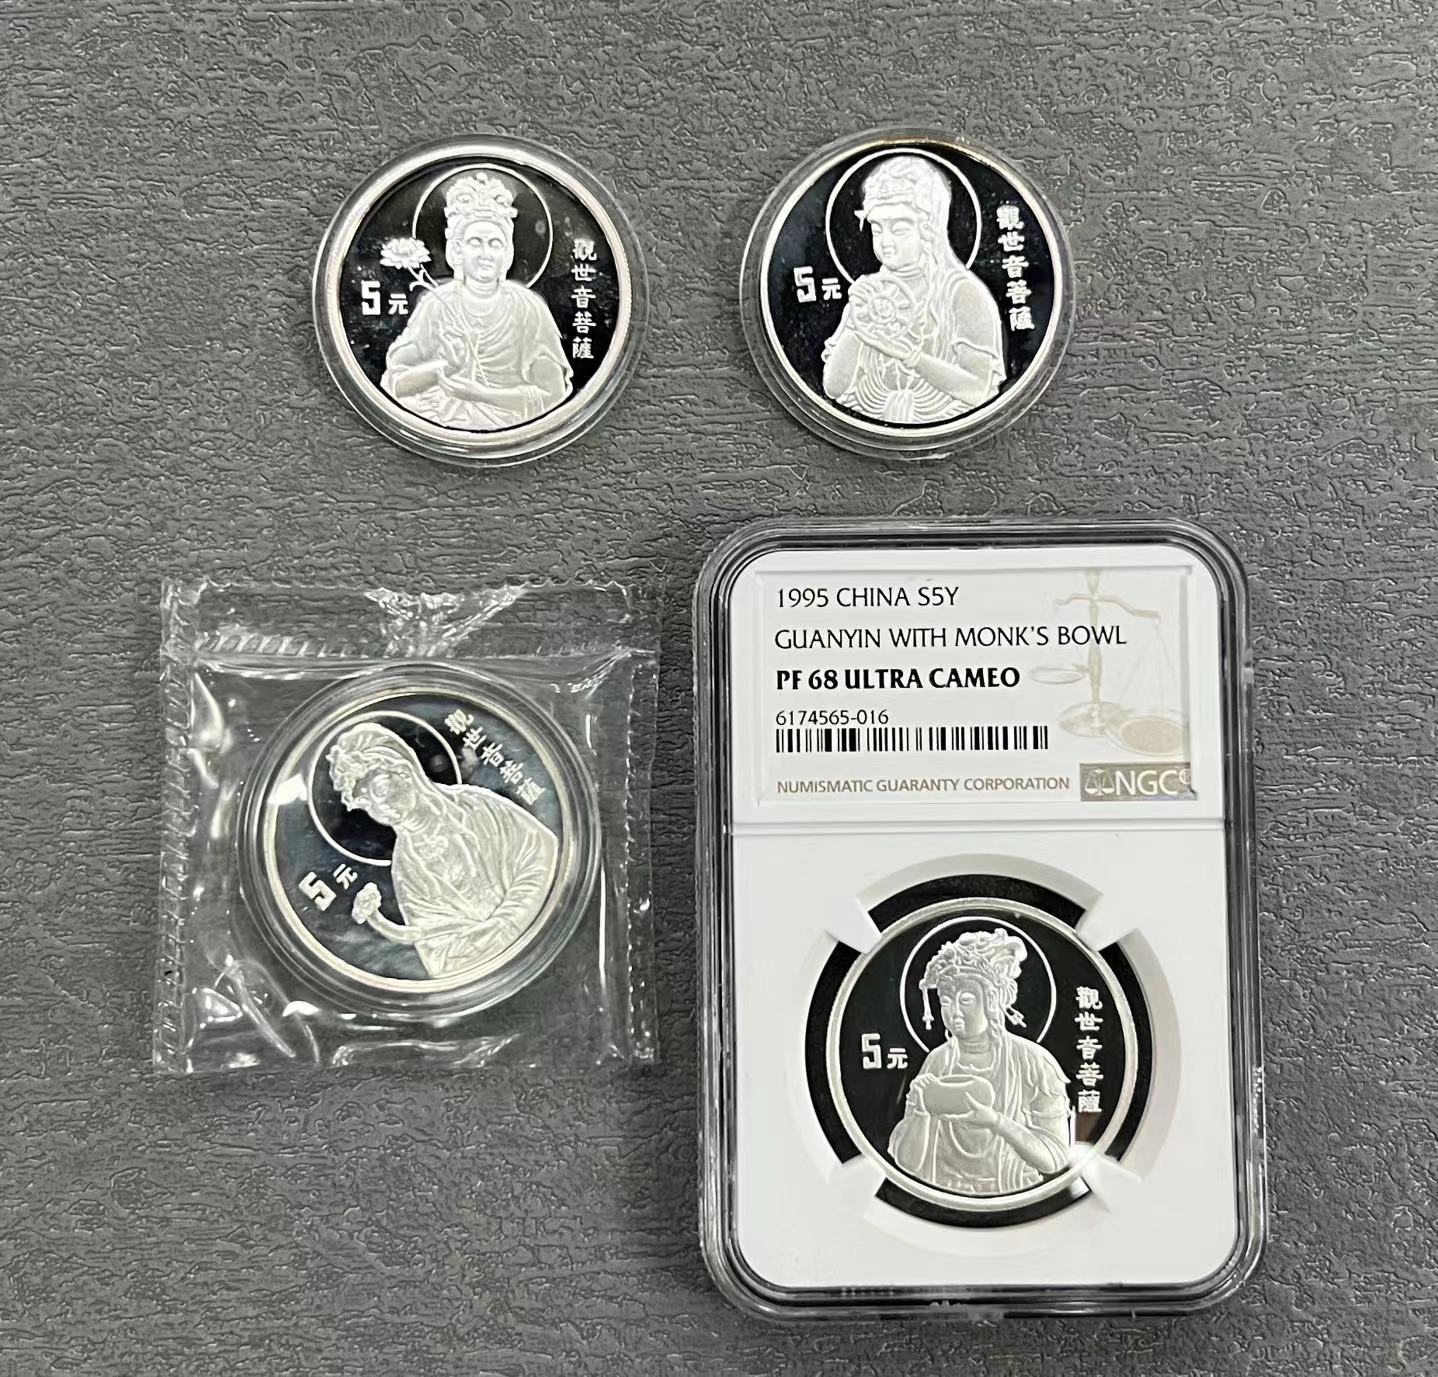 5元
觀世音菩薩
5元
觀世音菩薩
5元
觀世音菩薩
1995 CHINA S5Y
GUANYIN WITH MONK'S BOWL
PF 68 ULTRA CAMEO
6174565-016
NUMISMATIC GUARANTY CORPORATION
NGC®
5元
觀世音菩薩